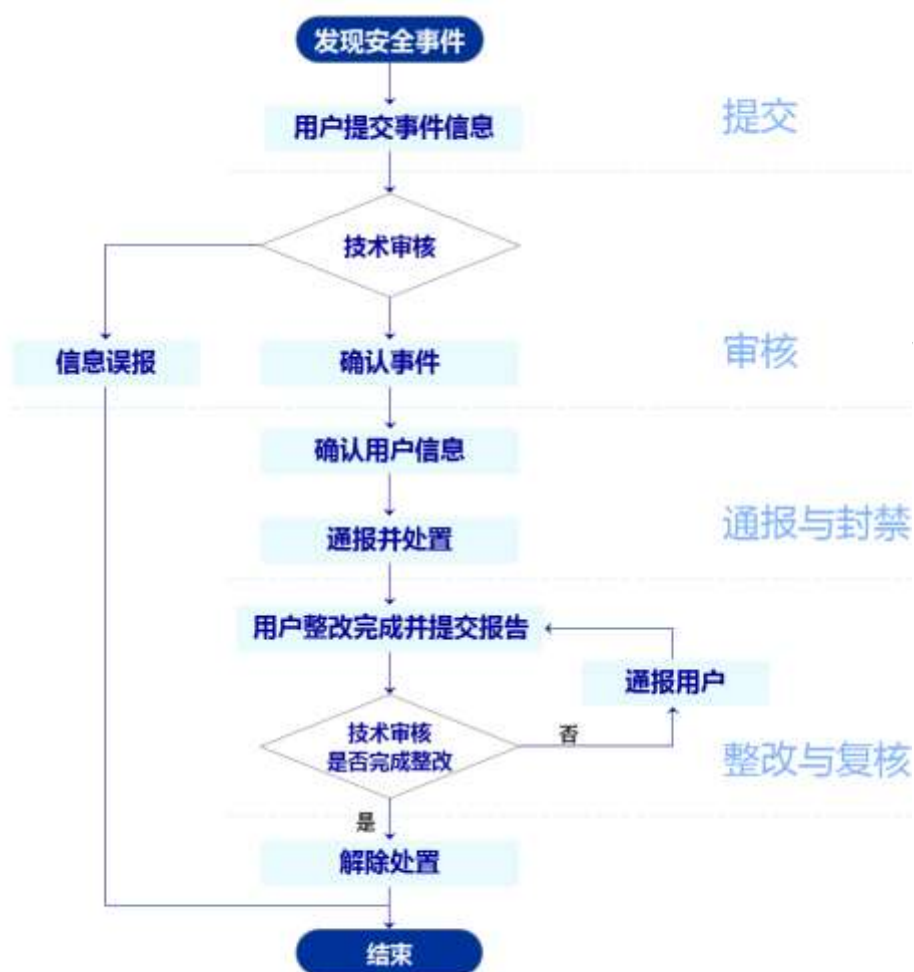 发现安全事件
用户提交事件信息
提交
技术审核
信息误报
确认事件
审核
确认用户信息
通报并处置
通报与封禁
用户整改完成并提交报告
通报用户
技术审核
是否完成整改
否
整改与复核
是
解除处置
结束